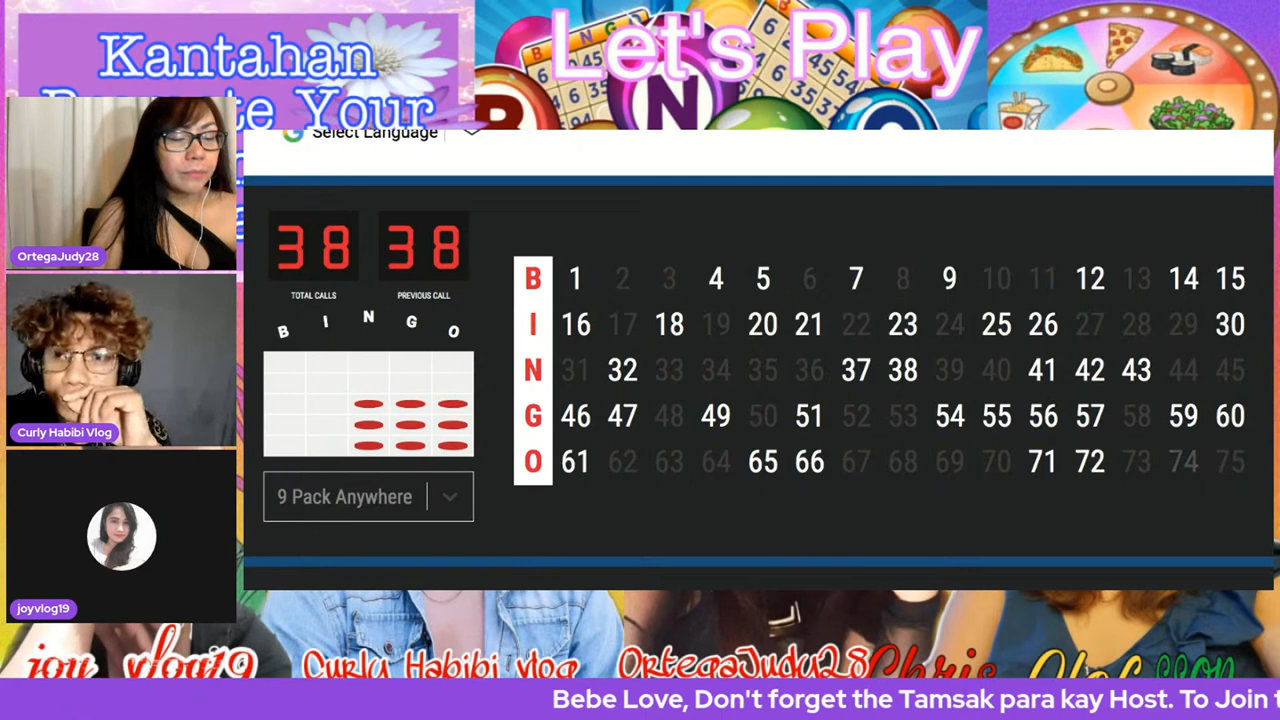 Kantahan
Let's Play
Your
B N
OrtegaJudy28
Curly Habibi Vlog
joyvlog19
Select Language
38 38
TOTAL CALLS PREVIOUS CALL
B I N G O
9 Pack Anywhere
B 1 2 3 4 5 6 7 8 9 10 11 12 13 14 15
I 16 17 18 19 20 21 22 23 24 25 26 27 28 29 30
N 31 32 33 34 35 36 37 38 39 40 41 42 43 44 45
G 46 47 48 49 50 51 52 53 54 55 56 57 58 59 60
O 61 62 63 64 65 66 67 68 69 70 71 72 73 74 75
joy vlog19 Curly Habibi vlog OrtegaJudy28 Chris
Bebe Love, Don't forget the Tamsak para kay Host. To Join